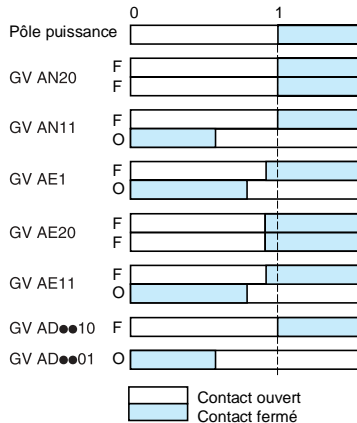 0 1
Pôle puissance
GV AN20 F
F
GV AN11 F
O
GV AE1 F
O
GV AE20 F
F
GV AE11 F
O
GV AD●●10 F
GV AD●●01 O
Contact ouvert
Contact fermé